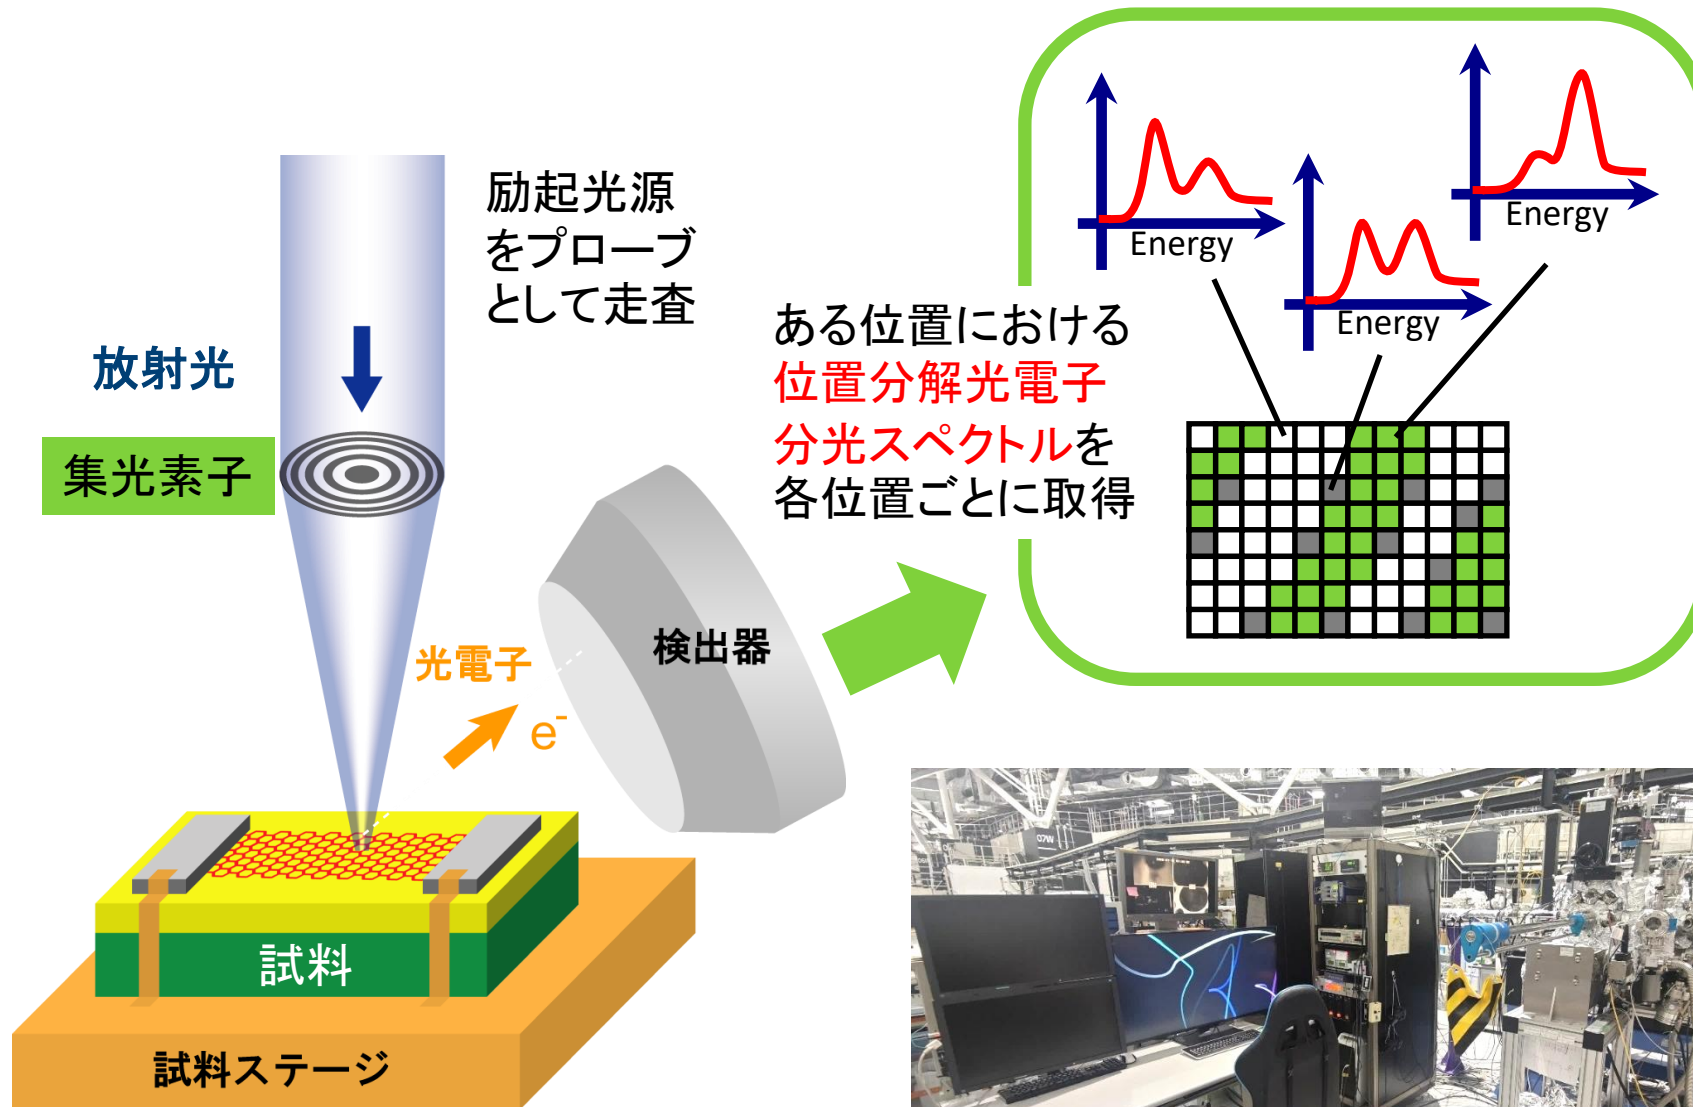 励起光源
をプローブ
として走査
放射光
集光素子
光電子
e-
検出器
試料
試料ステージ
ある位置における
位置分解光電子
分光スペクトルを
各位置ごとに取得
Energy
Energy
Energy